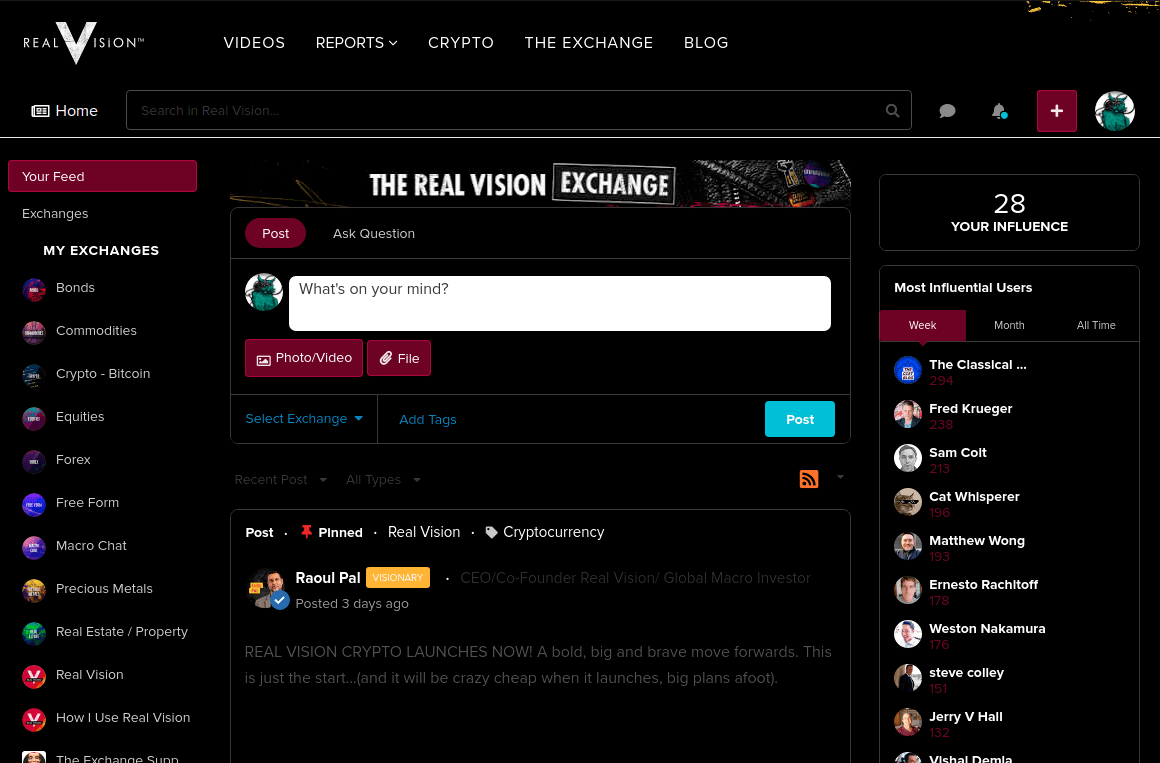 REAL VISION™
VIDEOS REPORTS CRYPTO THE EXCHANGE BLOG
Home
Search in Real Vision...
Your Feed
Exchanges
MY EXCHANGES
Bonds
Commodities
Crypto - Bitcoin
Equities
Forex
Free Form
Macro Chat
Precious Metals
Real Estate / Property
Real Vision
How I Use Real Vision
The Exchange Supp
THE REAL VISION EXCHANGE
Post Ask Question
What's on your mind?
Photo/Video File
Select Exchange Add Tags Post
Recent Post All Types
Post · Pinned · Real Vision · Cryptocurrency
Raoul Pal VISIONARY · CEO/Co-Founder Real Vision/ Global Macro Investor
Posted 3 days ago
REAL VISION CRYPTO LAUNCHES NOW! A bold, big and brave move forwards. This
is just the start...(and it will be crazy cheap when it launches, big plans afoot).
28
YOUR INFLUENCE
Most Influential Users
Week Month All Time
The Classical ...
294
Fred Krueger
238
Sam Colt
213
Cat Whisperer
196
Matthew Wong
193
Ernesto Rachitoff
178
Weston Nakamura
176
steve colley
151
Jerry V Hall
132
Vishal Demla